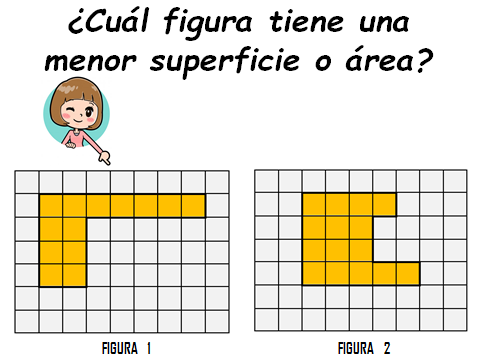 ¿Cuál figura tiene una
menor superficie o área?
FIGURA 1
FIGURA 2